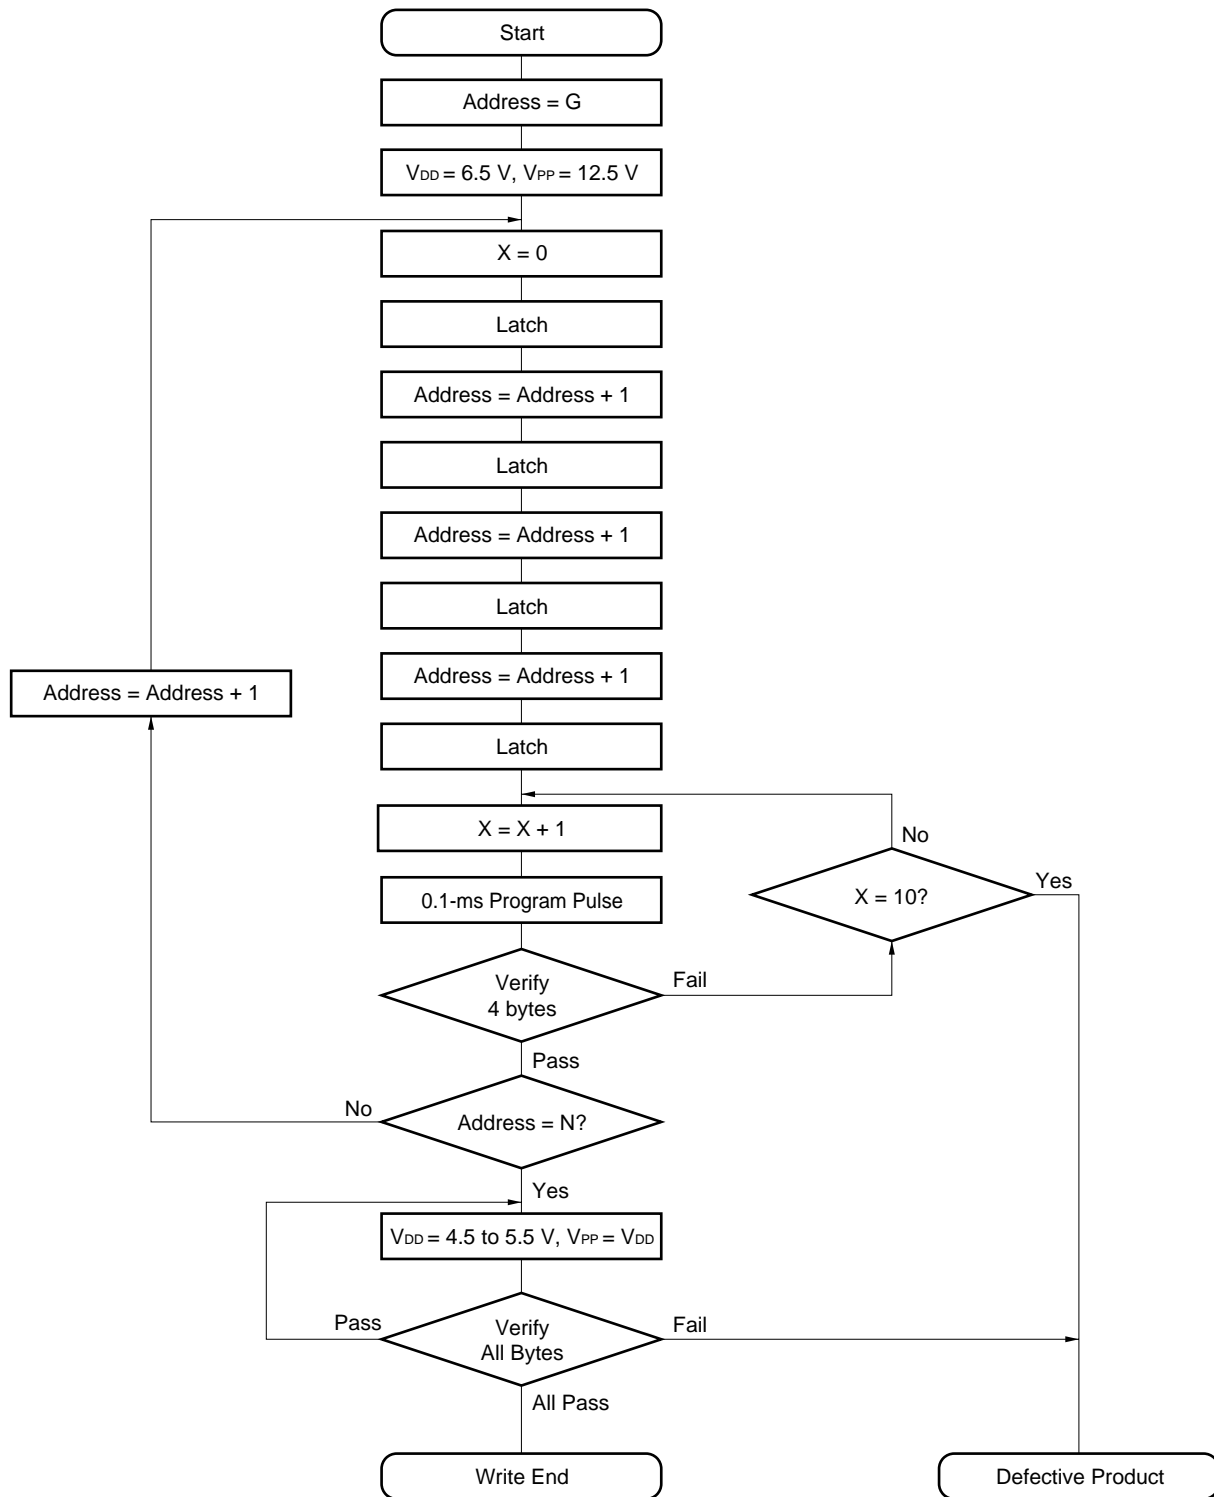 Start
Address = G
VDD = 6.5 V, VPP = 12.5 V
X = 0
Latch
Address = Address + 1
Latch
Address = Address + 1
Latch
Address = Address + 1
Address = Address + 1
Latch
X = X + 1
No
X = 10?
Yes
0.1-ms Program Pulse
Verify
4 bytes
Fail
Pass
No
Address = N?
Yes
VDD = 4.5 to 5.5 V, VPP = VDD
Pass
Verify
All Bytes
Fail
All Pass
Write End
Defective Product